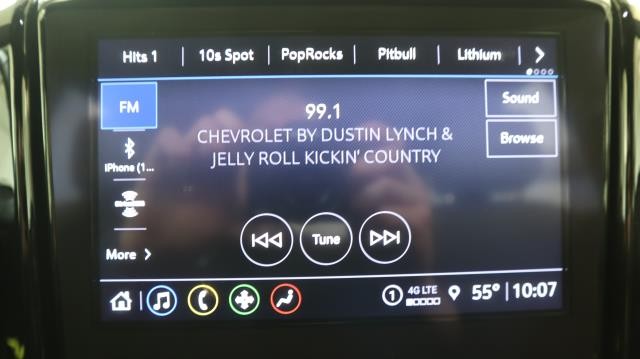 Hits 1 10s Spot PopRocks Pitbull Lithium
FM
99.1
CHEVROLET BY DUSTIN LYNCH &
JELLY ROLL KICKIN' COUNTRY
Sound
Browse
iPhone (1...
Tune
More
1 4G LTE 55° 10:07